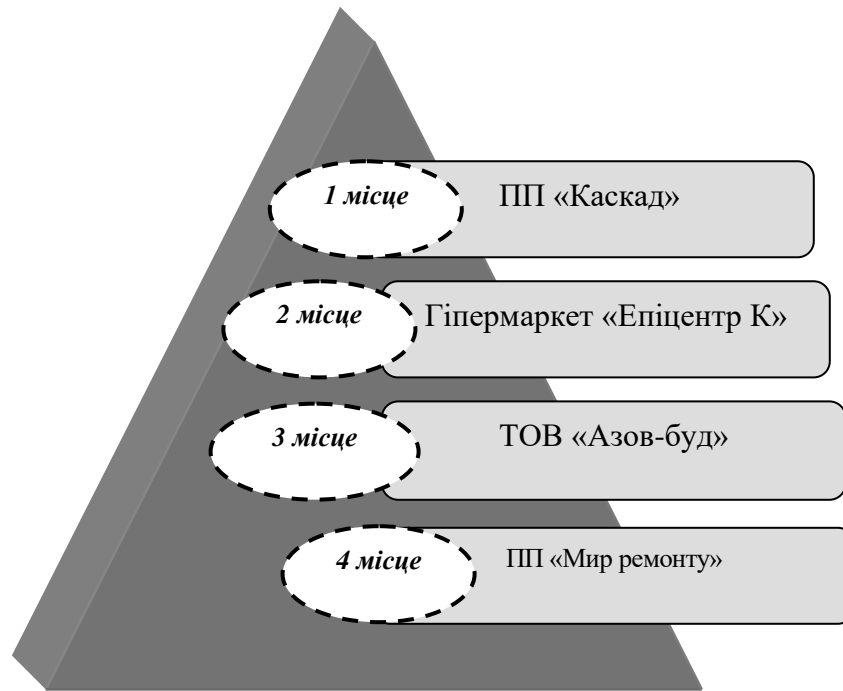 1 місце
ПП «Каскад»
2 місце
Гіпермаркет «Епіцентр К»
3 місце
ТОВ «Азов-буд»
4 місце
ПП «Мир ремонту»